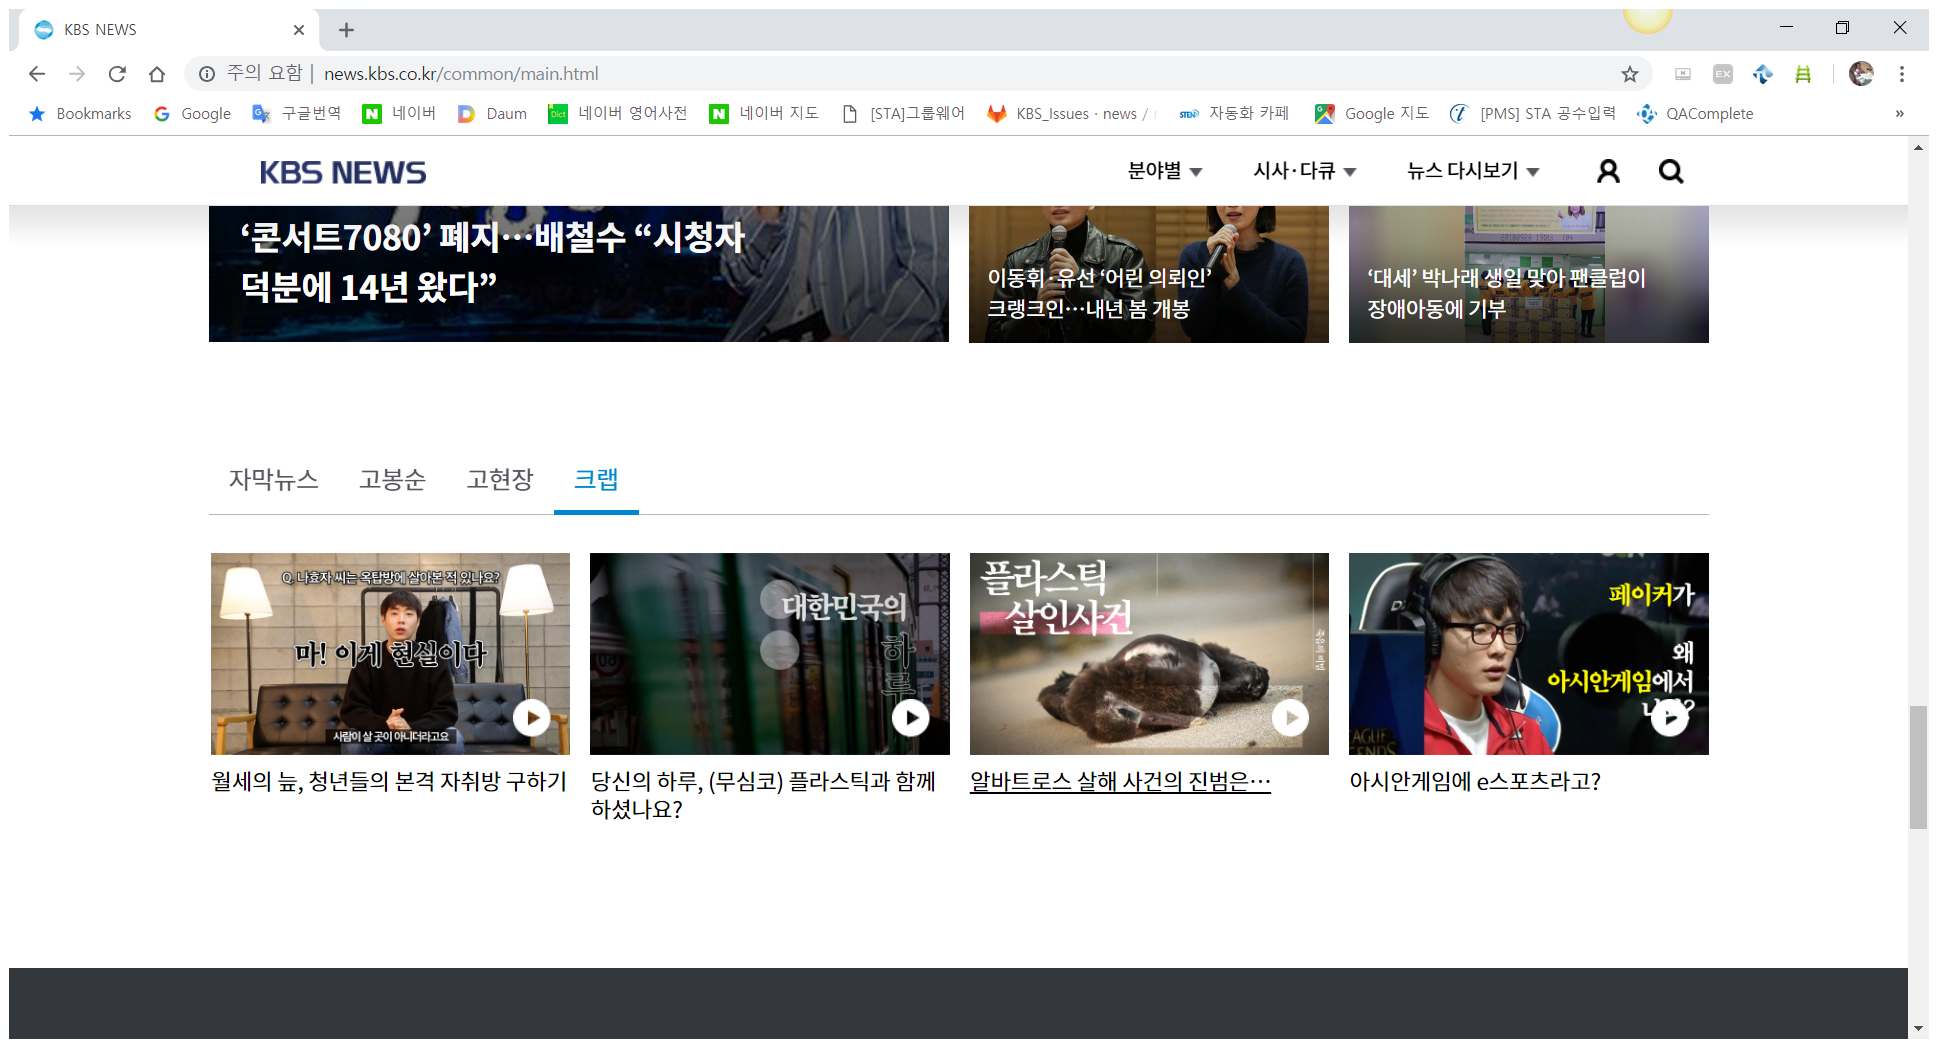 KBS NEWS
주의 요함 | news.kbs.co.kr/common/main.html
EX
Bookmarks Google 구글번역 네이버 Daum 네이버 영어사전 네이버 지도 [STA]그룹웨어 KBS_Issues · news / 자동화 카페 Google 지도 [PMS] STA 공수입력 QAComplete »
KBS NEWS 분야별 시사·다큐 뉴스 다시보기
‘콘서트7080’ 폐지…배철수 “시청자
덕분에 14년 왔다”
이동휘·유선 ‘어린 의뢰인’
크랭크인…내년 봄 개봉
‘대세’ 박나래 생일 맞아 팬클럽이
장애아동에 기부
자막뉴스 고봉순 고현장 크랩
Q. 나효자 씨는 옥탑방에 살아본 적 있나요?
마! 이게 현실이다
사람이 살 곳이 아니더라고요
월세의 늪, 청년들의 본격 자취방 구하기
대한민국의
하루
당신의 하루, (무심코) 플라스틱과 함께
하셨나요?
플라스틱
살인사건
알바트로스 살해 사건의 진범은…
페이커가
왜
아시안게임에서
아시안게임에 e스포츠라고?